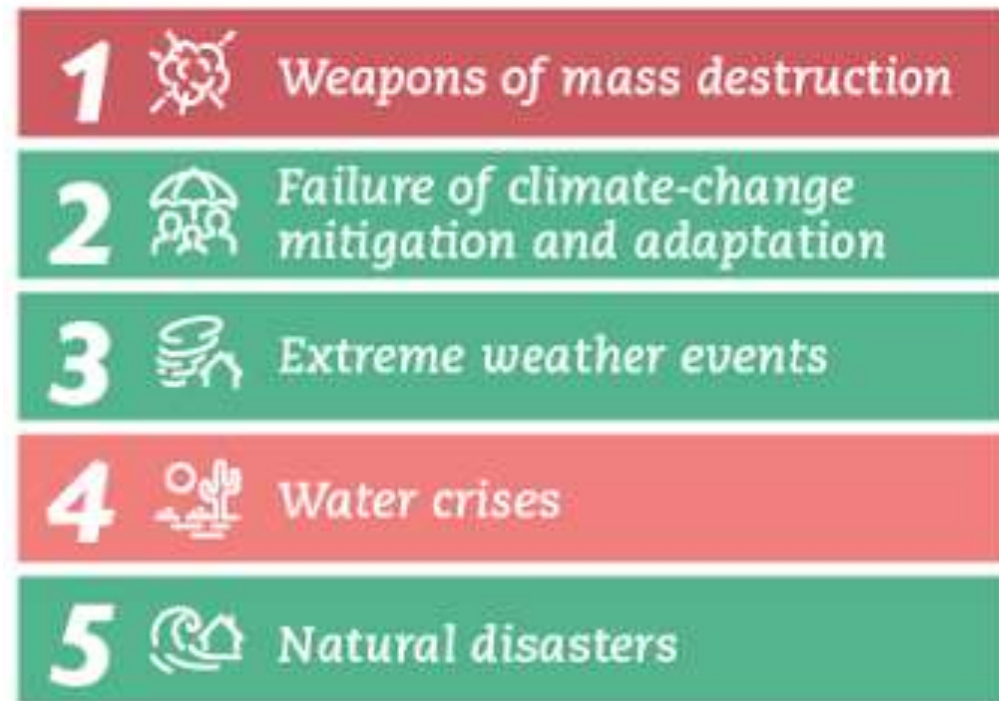 1 Weapons of mass destruction
2 Failure of climate-change
mitigation and adaptation
3 Extreme weather events
4 Water crises
5 Natural disasters